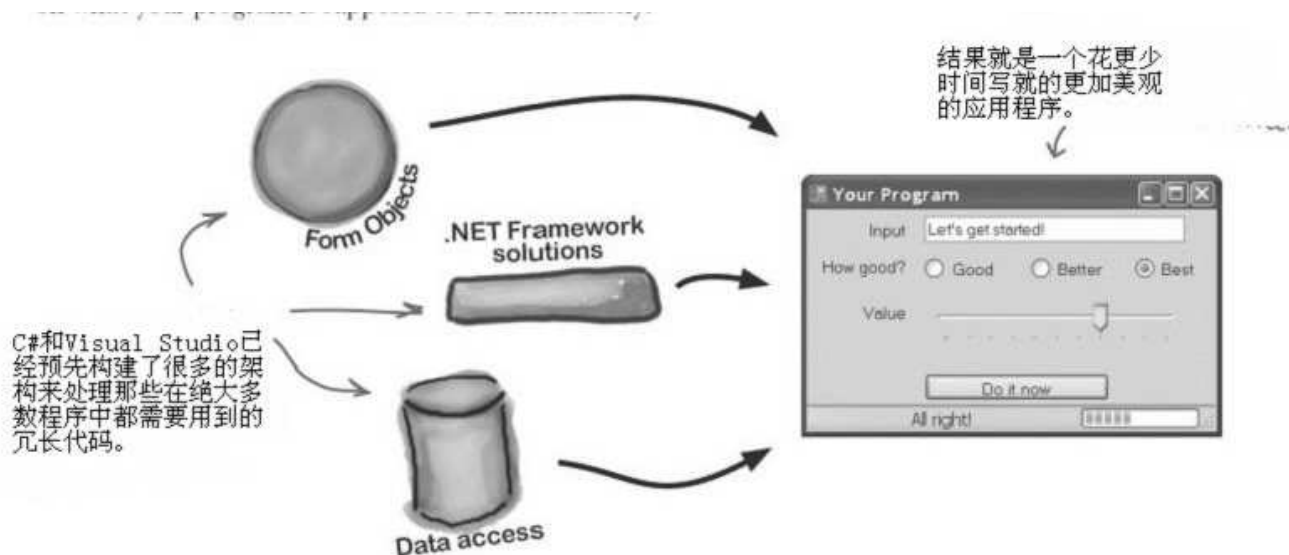 结果就是一个花更少
时间写就的更加美观
的应用程序。
Form Objects
.NET Framework
solutions
C#和Visual Studio已
经预先构建了很多的架
构来处理那些在绝大多
数程序中都需要用到的
冗长代码。
Data access
Your Program
Input Let's get started!
How good? Good Better Best
Value
Do it now
All right!